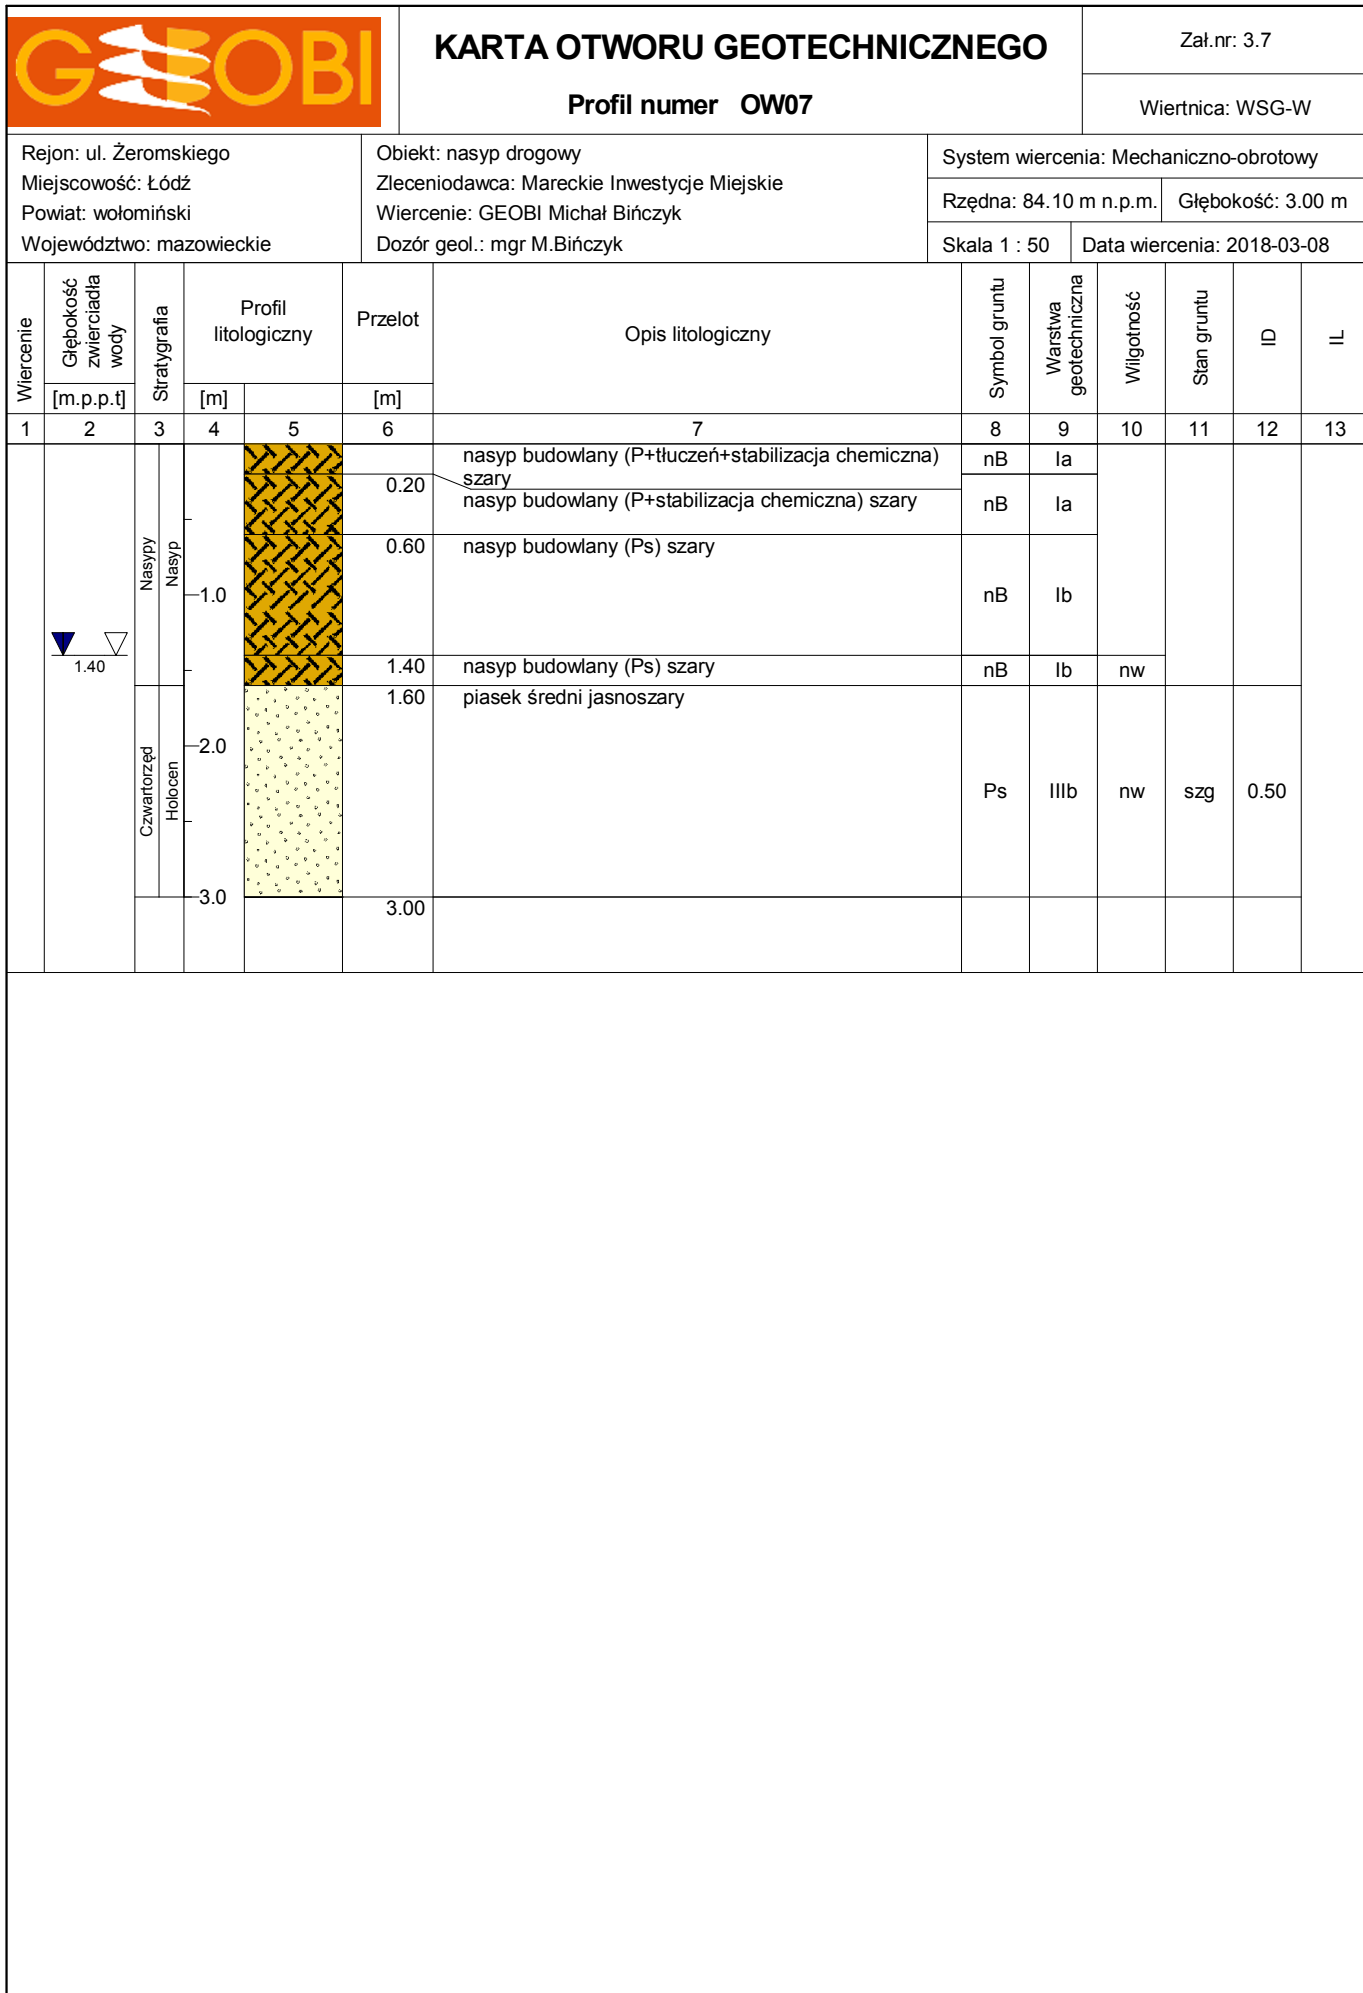 GEOBI
KARTA OTWORU GEOTECHNICZNEGO
Profil numer OW07
Zał.nr: 3.7
Wiertnica: WSG-W
Rejon: ul. Żeromskiego
Miejscowość: Łódź
Powiat: wołomiński
Województwo: mazowieckie
Obiekt: nasyp drogowy
Zleceniodawca: Mareckie Inwestycje Miejskie
Wiercenie: GEOBI Michał Bińczyk
Dozór geol.: mgr M.Bińczyk
System wiercenia: Mechaniczno-obrotowy
Rzędna: 84.10 m n.p.m. Głębokość: 3.00 m
Skala 1 : 50 Data wiercenia: 2018-03-08
Wiercenie
Głębokość
zwierciadła
wody
[m.p.p.t]
Stratygrafia
Profil
litologiczny
[m]
Przelot
[m]
Opis litologiczny
Symbol gruntu
Warstwa
geotechniczna
Wilgotność
Stan gruntu
ID
IL
1 2 3 4 5 6 7 8 9 10 11 12 13
nasyp budowlany (P+tłuczeń+stabilizacja chemiczna)
szary
nB Ia
0.20
nasyp budowlany (P+stabilizacja chemiczna) szary
nB Ia
0.60 nasyp budowlany (Ps) szary
nB Ib
Nasypy
Nasyp
1.0
1.40
1.40 nasyp budowlany (Ps) szary
nB Ib nw
1.60 piasek średni jasnoszary
2.0
Czwartorzęd
Holocen
Ps IIIb nw szg 0.50
3.0
3.00